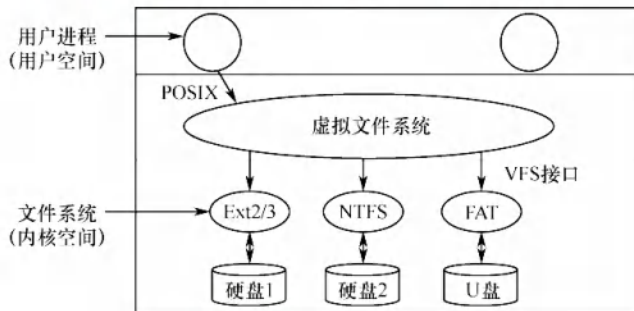 用户进程
(用户空间)
POSIX
虚拟文件系统
VFS接口
文件系统
(内核空间)
Ext2/3
NTFS
FAT
硬盘1
硬盘2
U盘